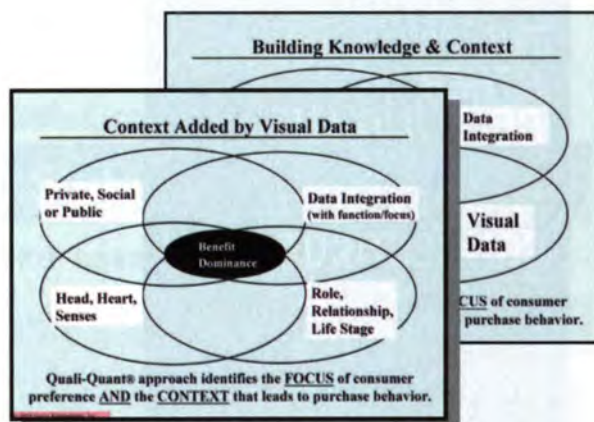 Building Knowledge & Context
Data
Integration
Visual
Data
CUS of consumer
purchase behavior.
Context Added by Visual Data
Private, Social
or Public
Data Integration
(with function/focus)
Benefit
Dominance
Head, Heart,
Senses
Role,
Relationship,
Life Stage
Quali-Quant® approach identifies the FOCUS of consumer
preference AND the CONTEXT that leads to purchase behavior.